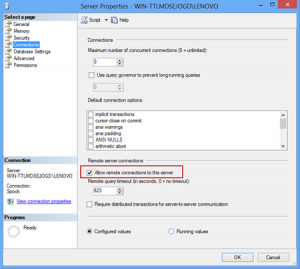 Server Properties - WIN-TTLMDSEJOGD\LENOVO
Select a page
General
Memory
Security
Connections
Database Settings
Advanced
Permissions
Script
Help
Connections
Maximum number of concurrent connections (0 = unlimited):
0
Use query governor to prevent long-running queries
0
Default connection options:
implicit transactions
cursor close on commit
ansi warnings
ansi padding
ANSI NULLS
arithmetic abort
Remote server connections
Allow remote connections to this server
Remote query timeout (in seconds, 0 = no timeout):
623
Require distributed transactions for server-to-server communication
Connection
Server:
WIN-TTLMDSEJOGD\LENOVO
Connection:
View connection properties
Progress
Ready
Configured values
Running values
OK
Cancel